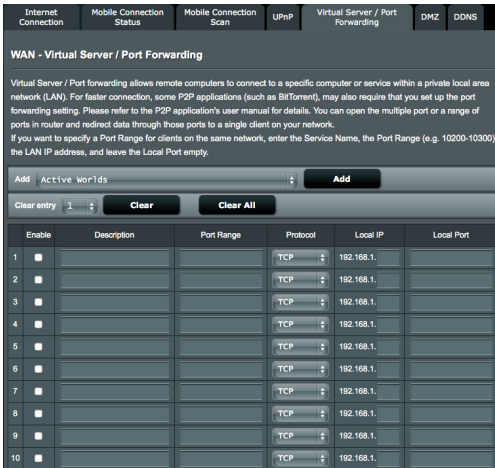 Internet Connection
Mobile Connection Status
Mobile Connection Scan
UPnP
Virtual Server / Port Forwarding
DMZ
DDNS
WAN - Virtual Server / Port Forwarding
Virtual Server / Port forwarding allows remote computers to connect to a specific computer or service within a private local area
network (LAN). For faster connection, some P2P applications (such as BitTorrent), may also require that you set up the port
forwarding setting. Please refer to the P2P application's user manual for details. You can open the multiple port or a range of
ports in router and redirect data through those ports to a single client on your network.
If you want to specify a Port Range for clients on the same network, enter the Service Name, the Port Range (e.g. 10200-10300)
the LAN IP address, and leave the Local Port empty.
Add Active Worlds Add
Clear entry 1 Clear Clear All
Enable Description Port Range Protocol Local IP Local Port
1 TCP 192.168.1.
2 TCP 192.168.1.
3 TCP 192.168.1.
4 TCP 192.168.1.
5 TCP 192.168.1.
6 TCP 192.168.1.
7 TCP 192.168.1.
8 TCP 192.168.1.
9 TCP 192.168.1.
10 TCP 192.168.1.